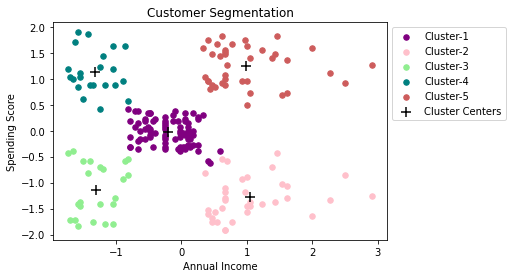 Customer Segmentation
2.0
1.5
1.0
0.5
0.0
−0.5
−1.0
−1.5
−2.0
Spending Score
−1
0
1
2
3
Annual Income
Cluster-1
Cluster-2
Cluster-3
Cluster-4
Cluster-5
Cluster Centers